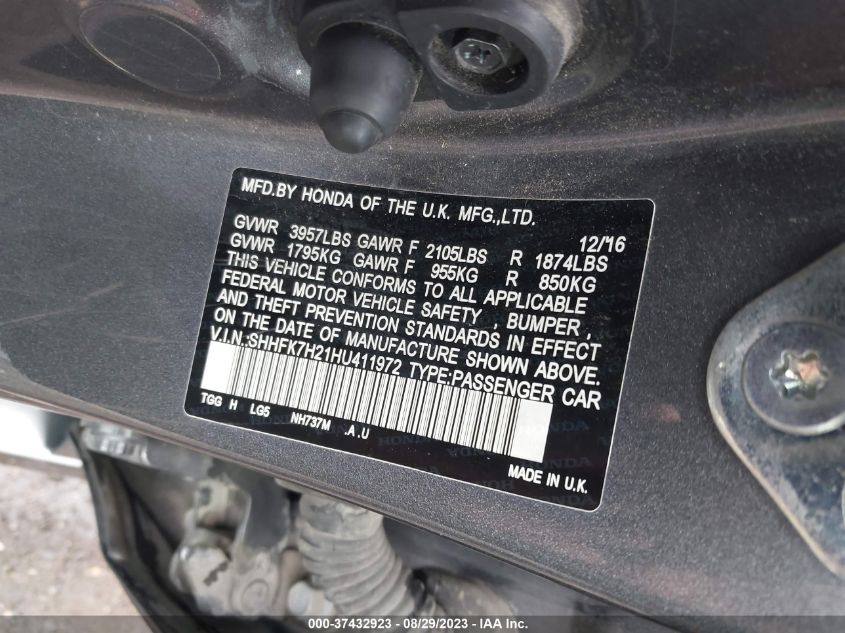 MFD.BY HONDA OF THE U.K. MFG.,LTD.
12/'16
GVWR 3957LBS GAWR F 2105LBS R 1874LBS
GVWR 1795KG GAWR F 955KG R 850KG
THIS VEHICLE CONFORMS TO ALL APPLICABLE
FEDERAL MOTOR VEHICLE SAFETY , BUMPER ,
AND THEFT PREVENTION STANDARDS IN EFFECT
ON THE DATE OF MANUFACTURE SHOWN ABOVE.
V.I.N:SHHFK7H21HU411972 TYPE:PASSENGER CAR
TGG H LG5 NH737M .A.U
MADE IN U.K.
000-37432923 / 08/29/2023 - IAA Inc.